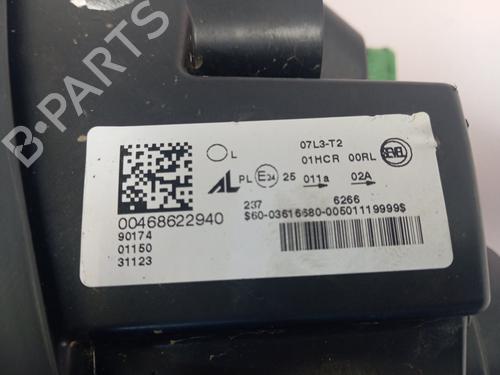 B-PARTS
L
07L3-T2
01HCR 00RL
SEVEL
AL PL E24 25 011a 02A
00468622940
237 6266
90174
$60-03616680-00501119999$
01150
31123